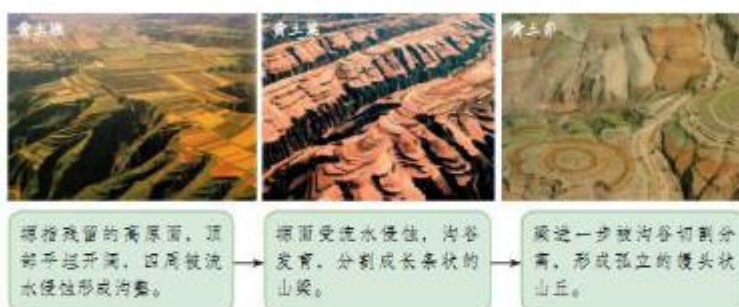 黄土塬
黄土梁
黄土峁
塬指残留的高原面，顶
部平坦开阔，四周被流
水侵蚀形成沟壑。
塬面受流水侵蚀，沟谷
发育，分割成长条状的
山梁。
梁进一步被沟谷切割分
离，形成孤立的馒头状
山丘。